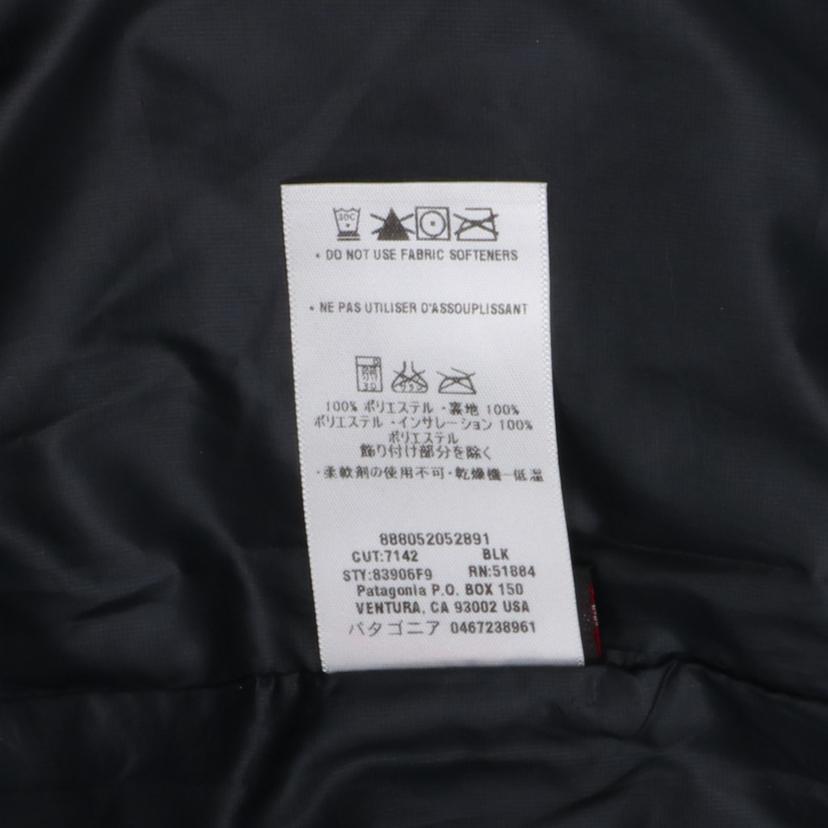 30C
• DO NOT USE FABRIC SOFTENERS
• NE PAS UTILISER D'ASSOUPLISSANT
100% ポリエステル・裏地 100%
ポリエステル・インサレーション 100%
ポリエステル
飾り付け部分を除く
・柔軟剤の使用不可・乾燥機ー低温
888052052891
CUT:7142 BLK
STY:83906F9 RN:51884
Patagonia P.O. BOX 150
VENTURA, CA 93002 USA
パタゴニア 0467238961